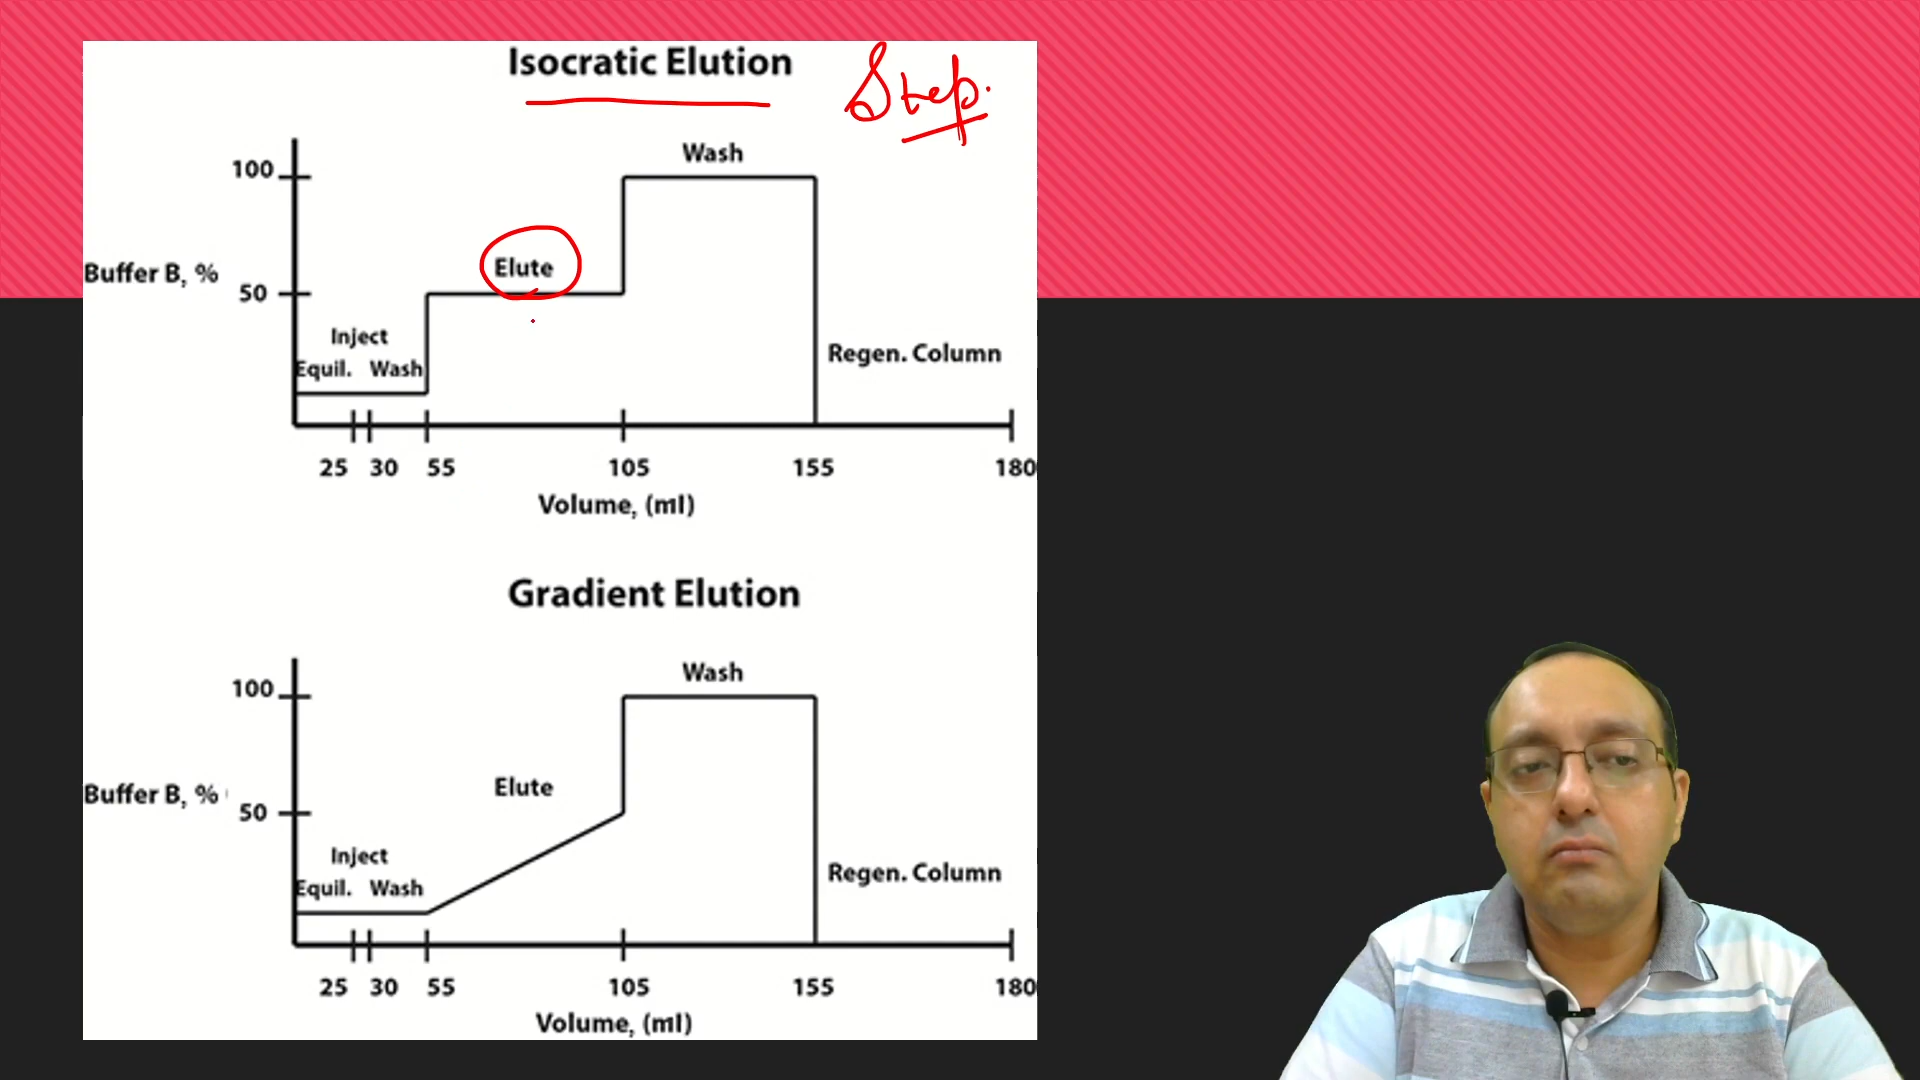 Isocratic Elution
Step.
Wash
100
Elute
Buffer B, %
50
Inject
Equil. Wash
Regen. Column
25 30 55 105 155 180
Volume, (ml)
Gradient Elution
Wash
100
Elute
Buffer B, %
50
Inject
Equil. Wash
Regen. Column
25 30 55 105 155 180
Volume, (ml)